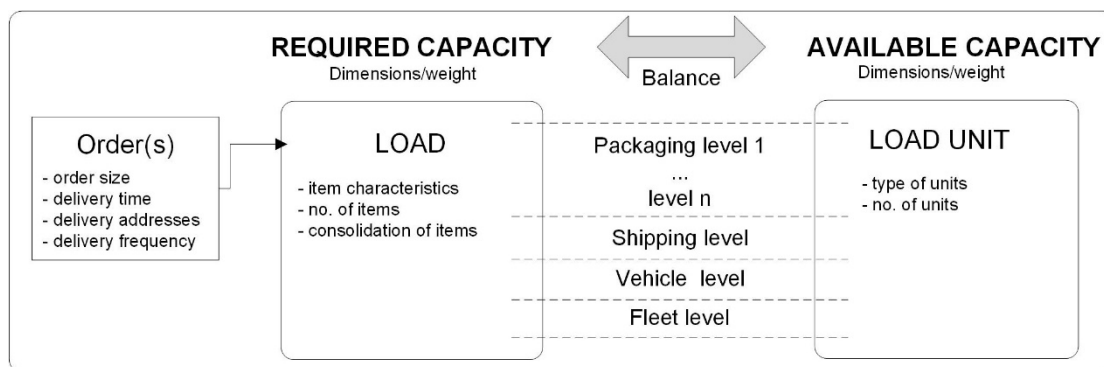 REQUIRED CAPACITY
Dimensions/weight
Balance
AVAILABLE CAPACITY
Dimensions/weight
Order(s)
- order size
- delivery time
- delivery addresses
- delivery frequency
LOAD
- item characteristics
- no. of items
- consolidation of items
Packaging level 1
...
level n
Shipping level
Vehicle level
Fleet level
LOAD UNIT
- type of units
- no. of units